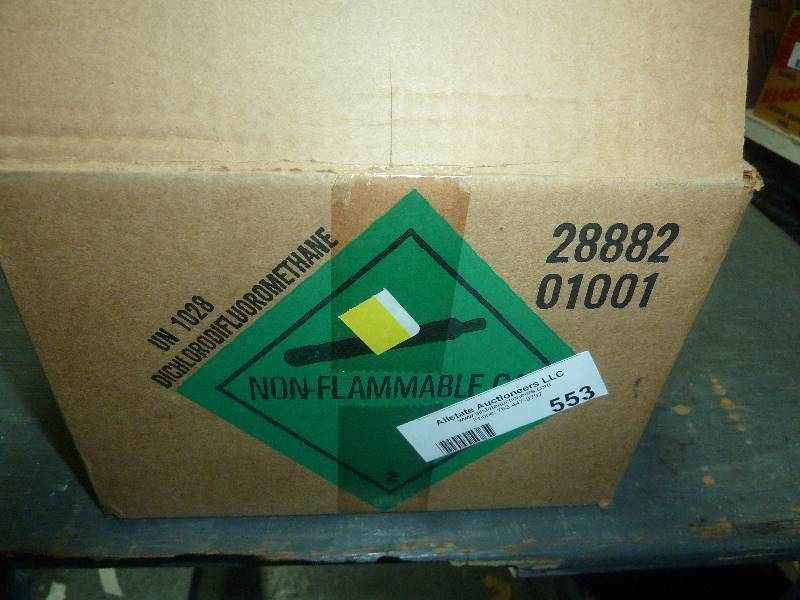 UN 1028
DICHLORODIFLUOROMETHANE
28882
01001
NON-FLAMMABLE
Allstate Auctioneers LLC
553
2